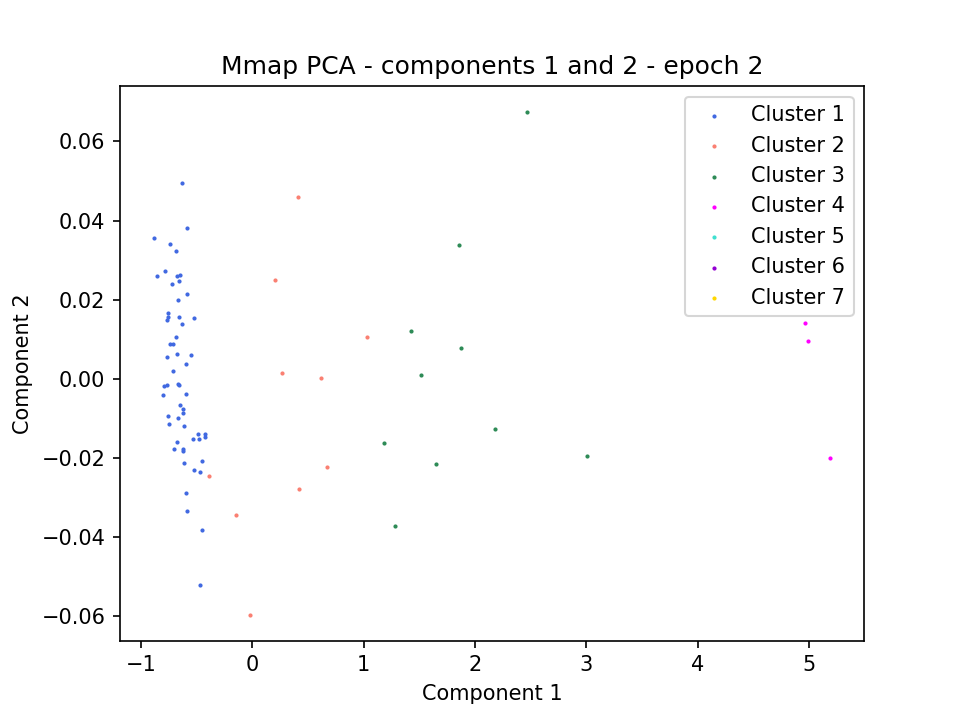 Mmap PCA - components 1 and 2 - epoch 2
Cluster 1
Cluster 2
Cluster 3
Cluster 4
Cluster 5
Cluster 6
Cluster 7
0.06
0.04
0.02
0.00
−0.02
−0.04
−0.06
Component 2
−1 0 1 2 3 4 5
Component 1